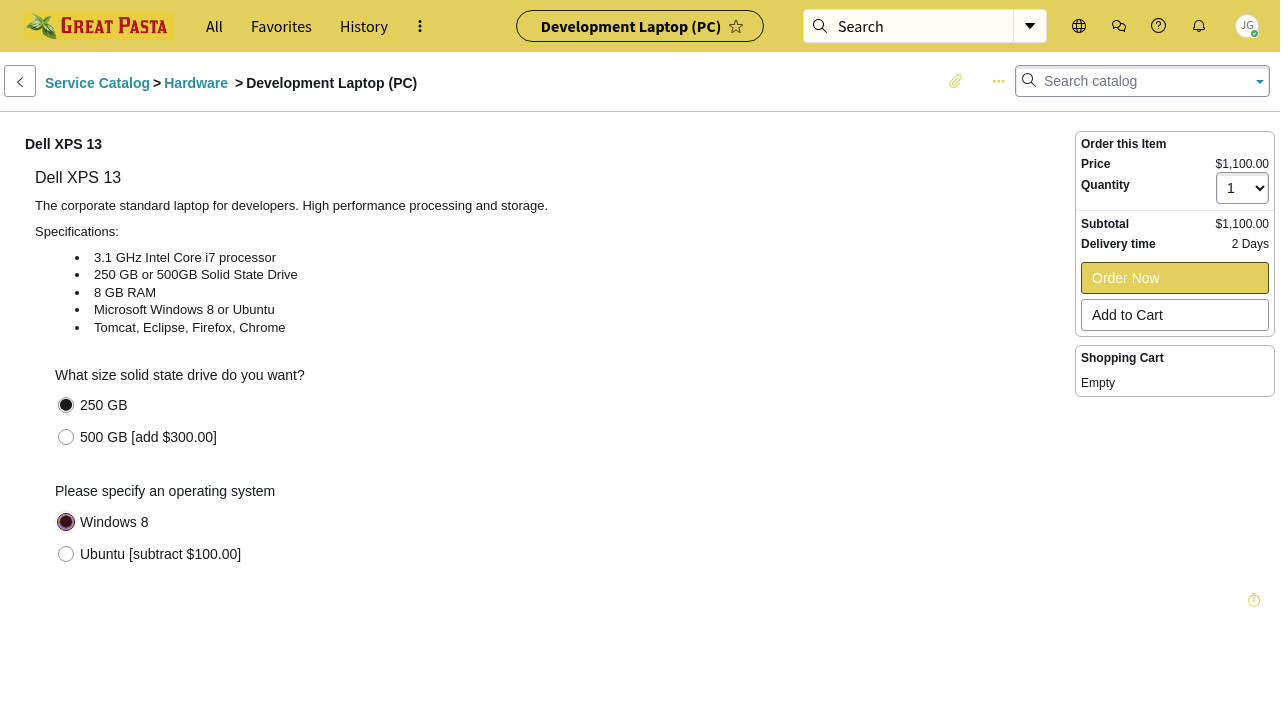 Great Pasta All Favorites History Development Laptop (PC) Search JG
Service Catalog > Hardware > Development Laptop (PC) Search catalog
Dell XPS 13
Dell XPS 13
The corporate standard laptop for developers. High performance processing and storage.
Specifications:
3.1 GHz Intel Core i7 processor
250 GB or 500GB Solid State Drive
8 GB RAM
Microsoft Windows 8 or Ubuntu
Tomcat, Eclipse, Firefox, Chrome
What size solid state drive do you want?
250 GB
500 GB [add $300.00]
Please specify an operating system
Windows 8
Ubuntu [subtract $100.00]
Order this Item
Price $1,100.00
Quantity 1
Subtotal $1,100.00
Delivery time 2 Days
Order Now
Add to Cart
Shopping Cart
Empty